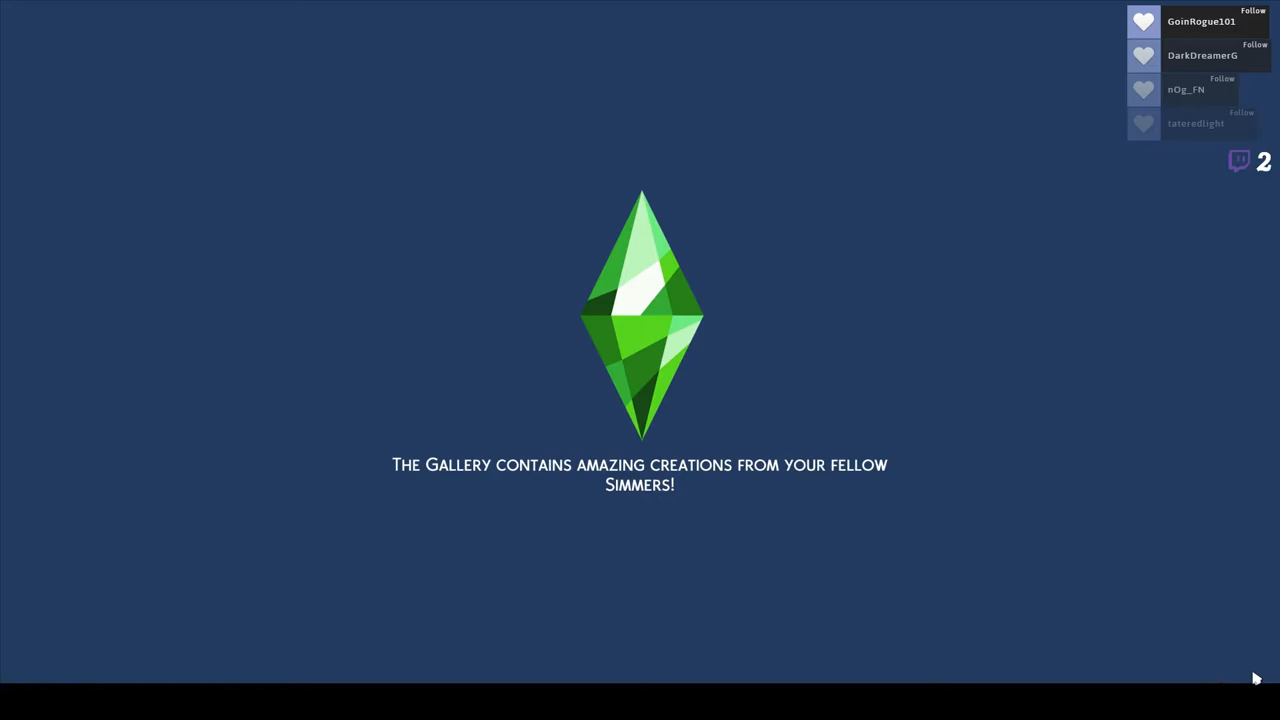 Follow
GoinRogue101
Follow
DarkDreamerG
Follow
nOg_FN
Follow
tateredlight
2
THE GALLERY CONTAINS AMAZING CREATIONS FROM YOUR FELLOW
SIMMERS!